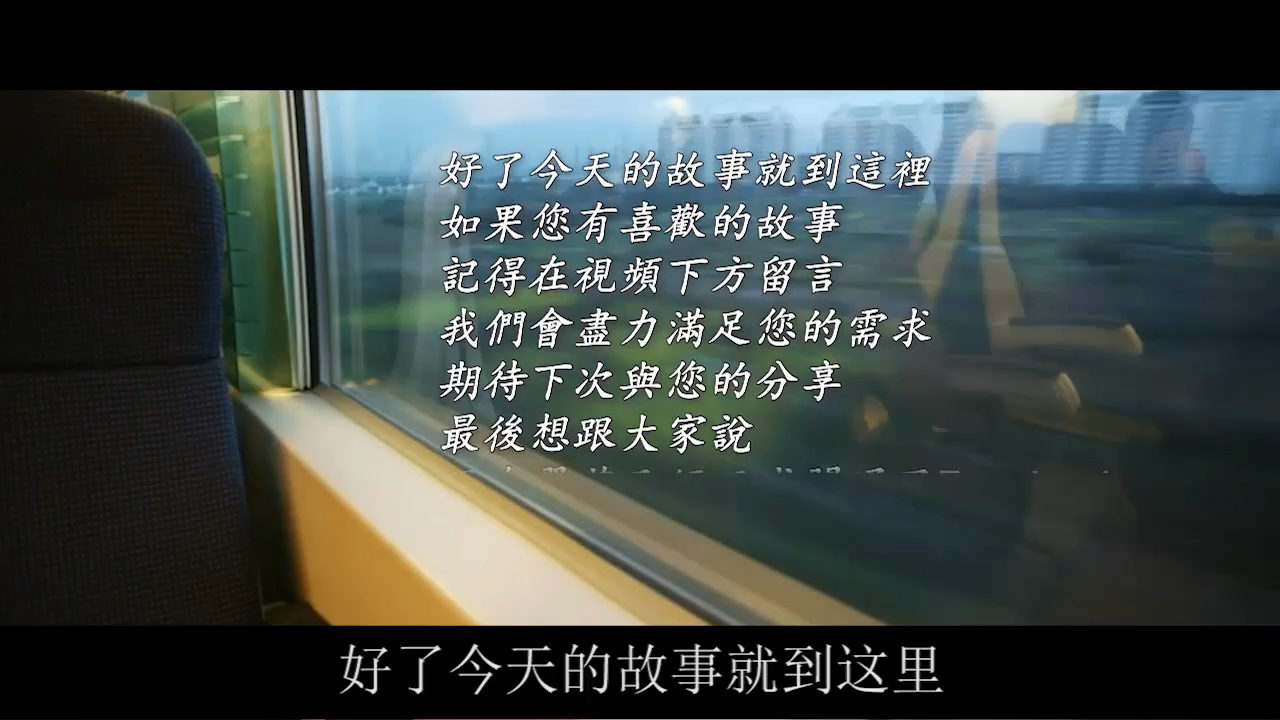 好了今天的故事就到這裡
如果您有喜歡的故事
記得在視頻下方留言
我們會盡力滿足您的需求
期待下次與您的分享
最後想跟大家說
好了今天的故事就到这里